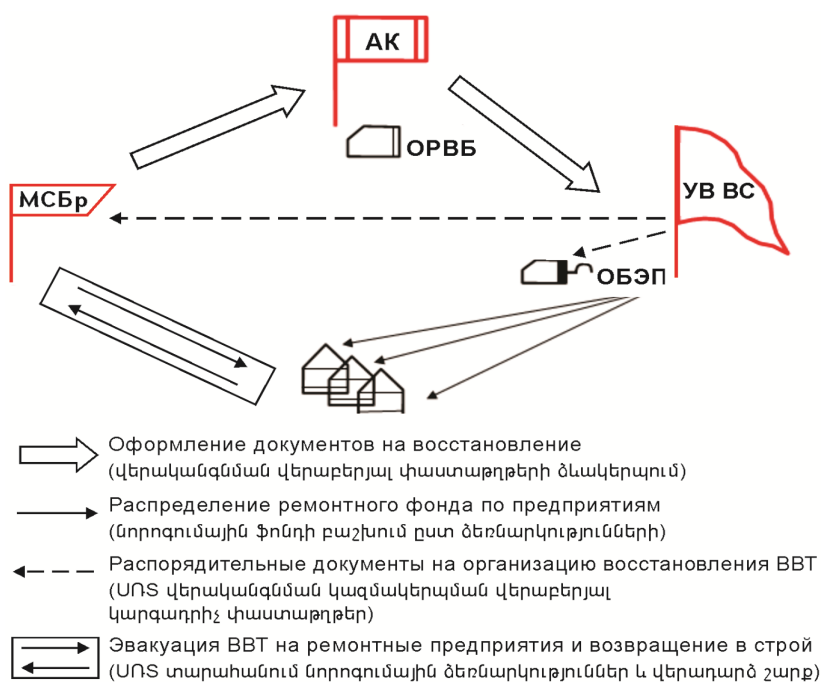 АК
ОРВБ
МСБр
УВ ВС
ОБЭП
Оформление документов на восстановление
(վերականգնման վերաբերյալ փաստաթղթերի ձևակերպում)
Распределение ремонтного фонда по предприятиям
(նորոգումային ֆոնդի բաշխում ըստ ձեռնարկությունների)
Распорядительные документы на организацию восстановления ВВТ
(ՍՌՏ վերականգնման կազմակերպման վերաբերյալ
կարգադրիչ փաստաթղթեր)
Эвакуация ВВТ на ремонтные предприятия и возвращение в строй
(ՍՌՏ տարահանում նորոգումային ձեռնարկություններ և վերադարձ շարք)